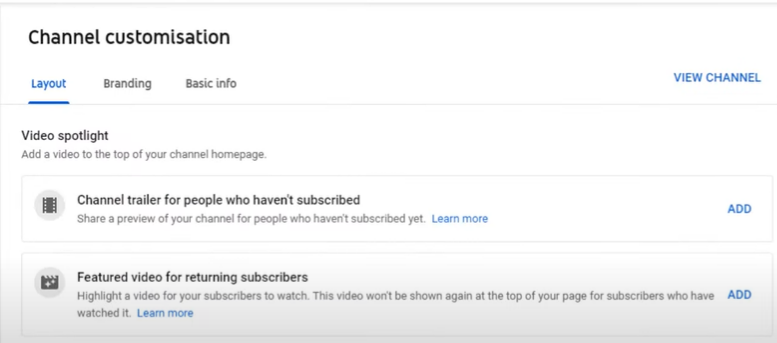 Channel customisation
Layout Branding Basic info VIEW CHANNEL
Video spotlight
Add a video to the top of your channel homepage.
Channel trailer for people who haven't subscribed
Share a preview of your channel for people who haven't subscribed yet. Learn more
ADD
Featured video for returning subscribers
Highlight a video for your subscribers to watch. This video won't be shown again at the top of your page for subscribers who have
watched it. Learn more
ADD